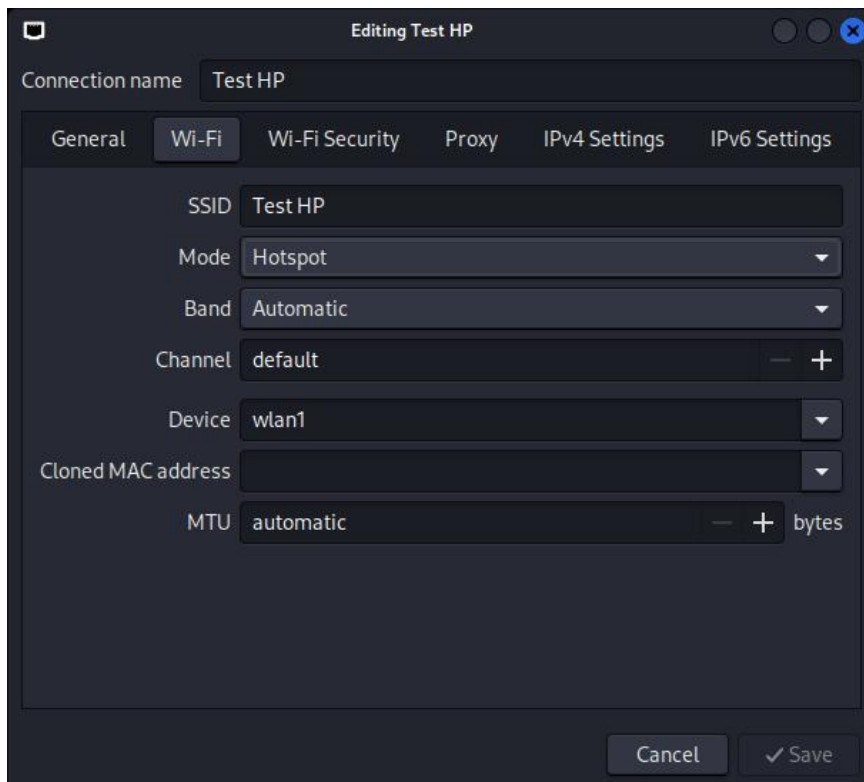 Editing Test HP
Connection name Test HP
General Wi-Fi Wi-Fi Security Proxy IPv4 Settings IPv6 Settings
SSID Test HP
Mode Hotspot
Band Automatic
Channel default
Device wlan1
Cloned MAC address
MTU automatic bytes
Cancel Save